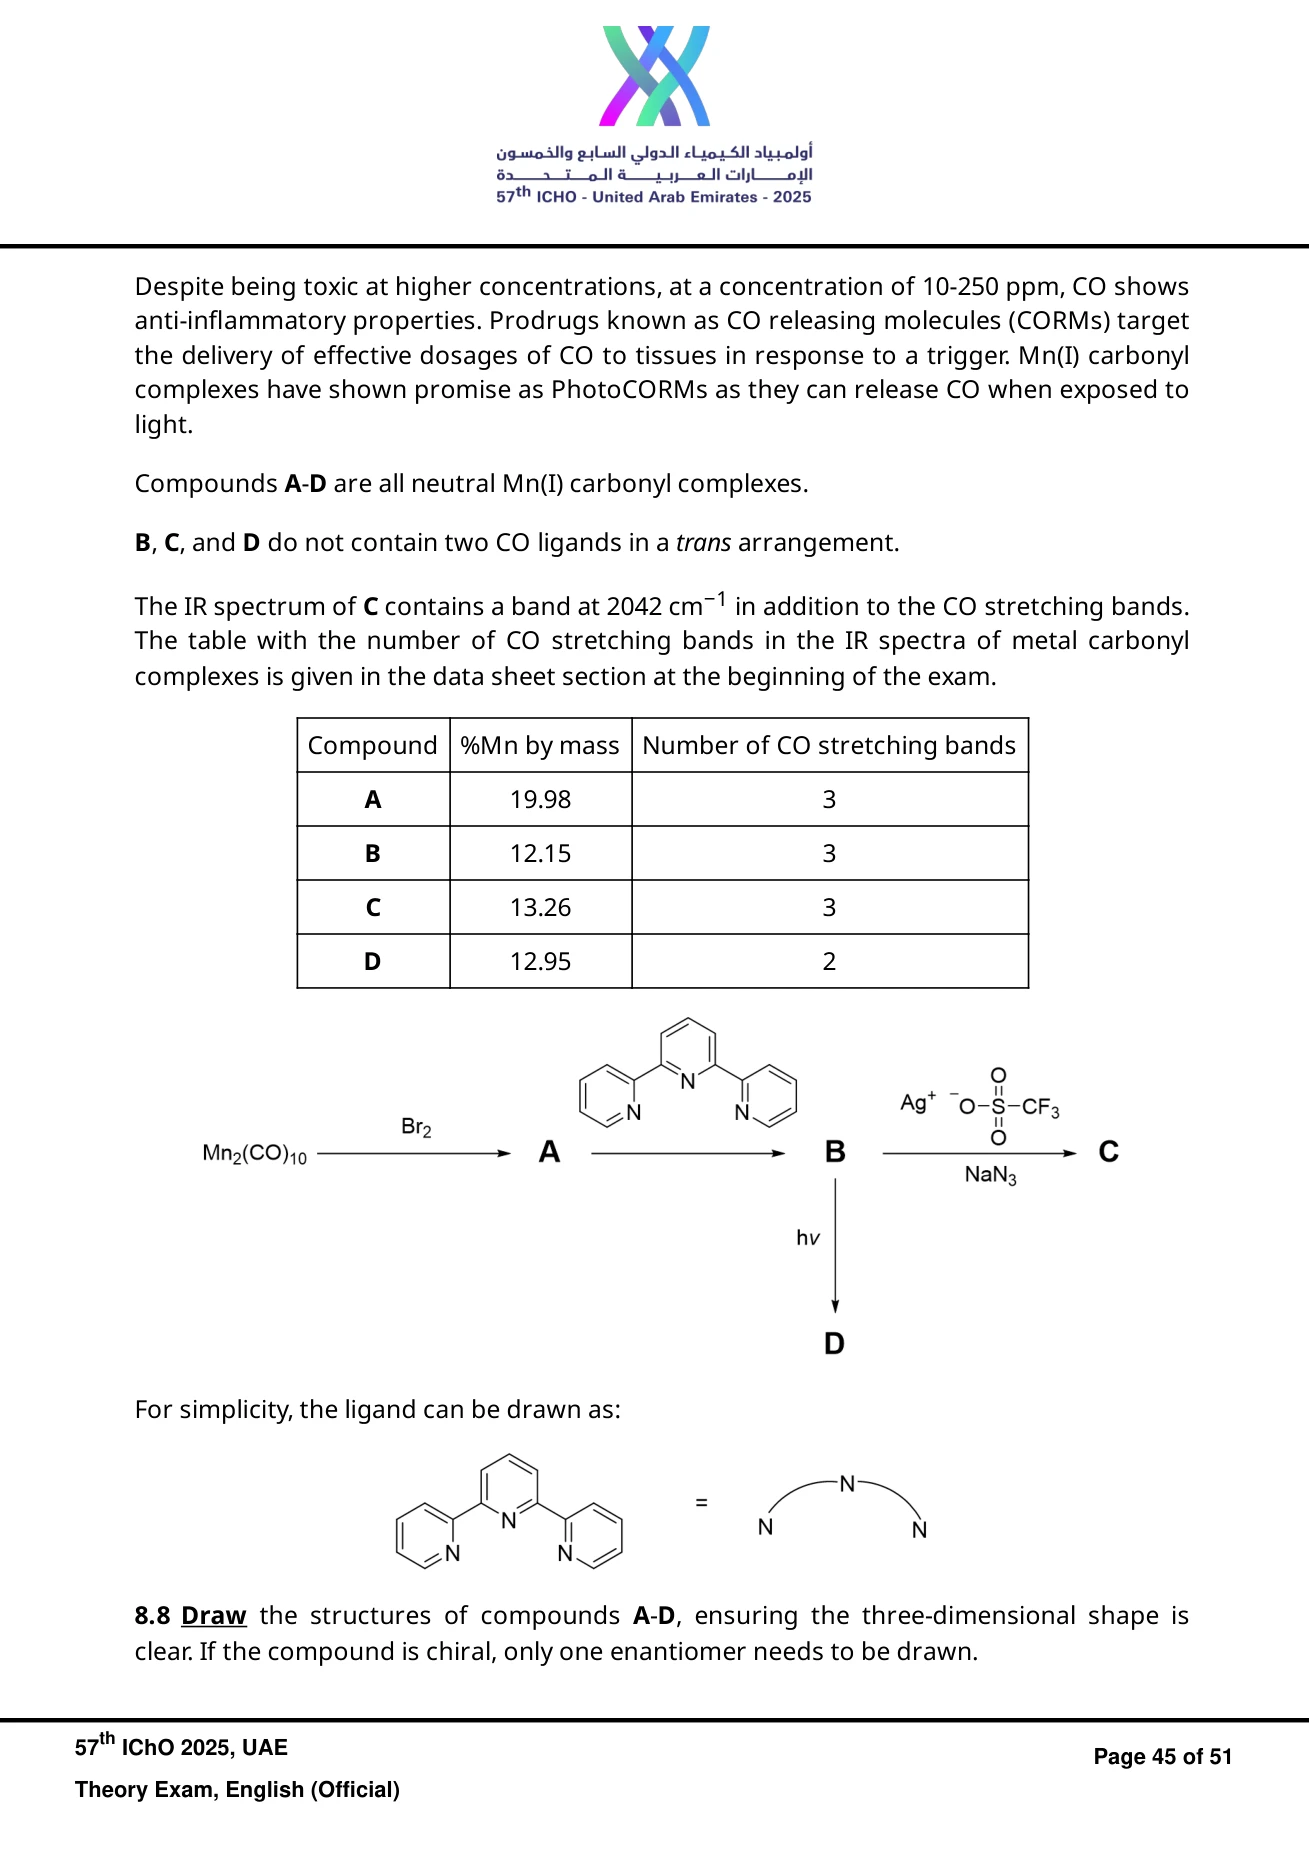 أولمبياد الكيمياء الدولي السابع والخمسون
الإمـــــارات العـــربيـــــة المـــتـــحـــــدة
57th ICHO - United Arab Emirates - 2025
Despite being toxic at higher concentrations, at a concentration of 10-250 ppm, CO shows
anti-inflammatory properties. Prodrugs known as CO releasing molecules (CORMs) target
the delivery of effective dosages of CO to tissues in response to a trigger. Mn(I) carbonyl
complexes have shown promise as PhotoCORMs as they can release CO when exposed to
light.
Compounds A-D are all neutral Mn(I) carbonyl complexes.
B, C, and D do not contain two CO ligands in a trans arrangement.
The IR spectrum of C contains a band at 2042 cm−1 in addition to the CO stretching bands.
The table with the number of CO stretching bands in the IR spectra of metal carbonyl
complexes is given in the data sheet section at the beginning of the exam.
Compound %Mn by mass Number of CO stretching bands
A 19.98 3
B 12.15 3
C 13.26 3
D 12.95 2
N N N
Br2
Ag+ −O–S–CF3
O
O
Mn2(CO)10 A B C
NaN3
hν
D
For simplicity, the ligand can be drawn as:
N N N = N N N
8.8 Draw the structures of compounds A-D, ensuring the three-dimensional shape is
clear. If the compound is chiral, only one enantiomer needs to be drawn.
57th IChO 2025, UAE
Page 45 of 51
Theory Exam, English (Official)